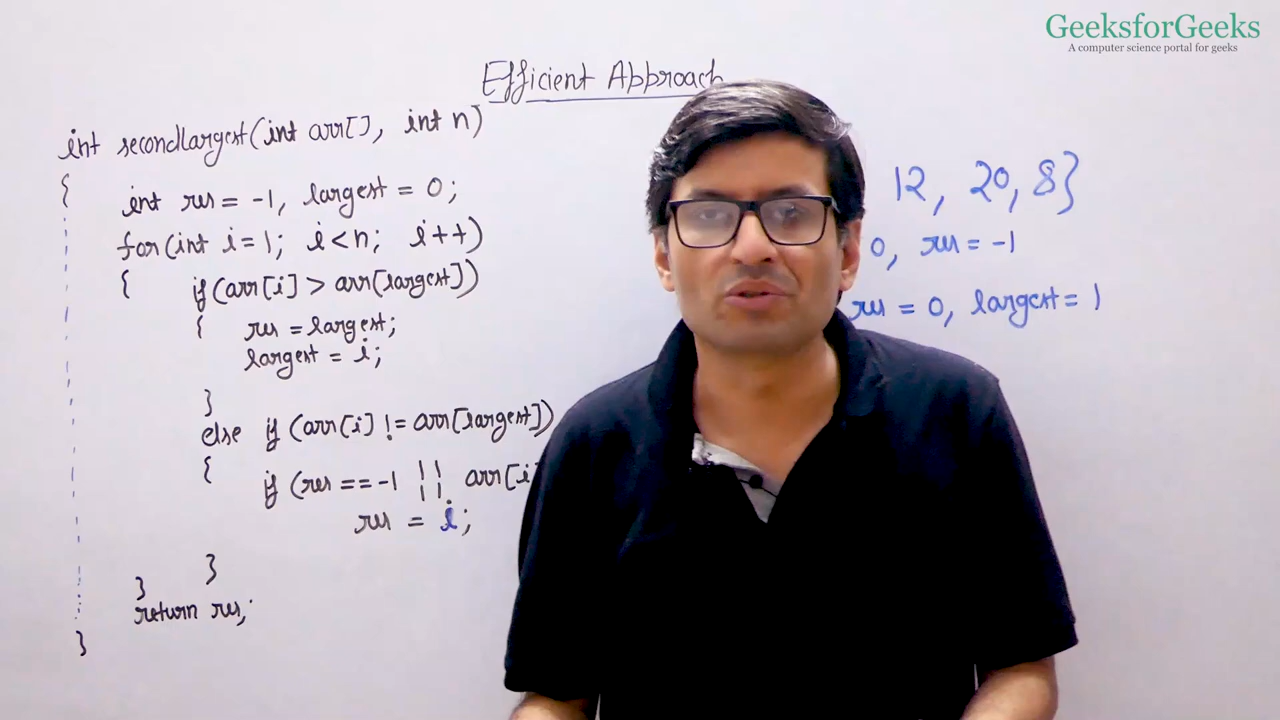 GeeksforGeeks
A computer science portal for geeks
Efficient Approach
int secondLargest(int arr[], int n)
{
int res = -1, largest = 0;
for(int i=1; i<n; i++)
{ if(arr[i] > arr[largest])
{ res = largest;
largest = i;
}
else if (arr[i] != arr[largest])
{ if (res == -1 || arr[i]
res = i;
}
}
return res;
}
12, 20, 8}
0, res = -1
res = 0, largest = 1